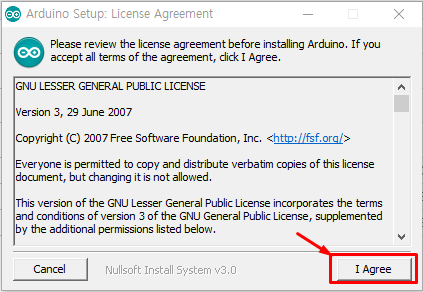 Arduino Setup: License Agreement
Please review the license agreement before installing Arduino. If you
accept all terms of the agreement, click I Agree.
GNU LESSER GENERAL PUBLIC LICENSE
Version 3, 29 June 2007
Copyright (C) 2007 Free Software Foundation, Inc. <http://fsf.org/>
Everyone is permitted to copy and distribute verbatim copies of this license
document, but changing it is not allowed.
This version of the GNU Lesser General Public License incorporates the terms
and conditions of version 3 of the GNU General Public License, supplemented
by the additional permissions listed below.
Cancel
Nullsoft Install System v3.0
I Agree